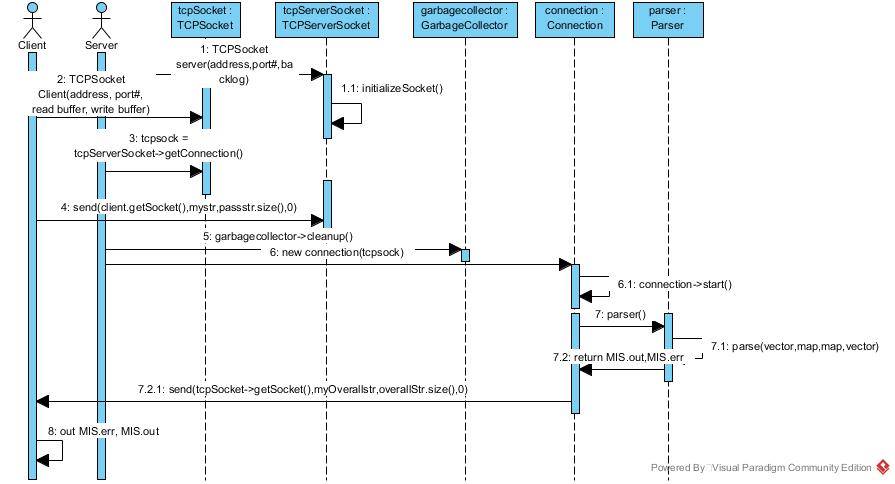 tcpSocket :
TCPSocket
tcpServerSocket :
TCPServerSocket
garbagecollector :
GarbageCollector
connection :
Connection
parser :
Parser
Client
Server
1: TCPSocket
server(address,port#,ba
cklog)
1.1: initializeSocket()
2: TCPSocket
Client(address, port#,
read buffer, write buffer)
3: tcpsock =
tcpServerSocket->getConnection()
4: send(client.getSocket(),mystr,passstr.size(),0)
5: garbagecollector->cleanup()
6: new connection(tcpsock)
6.1: connection->start()
7: parser()
7.1: parse(vector,map,map,vector)
7.2: return MIS.out,MIS.err
7.2.1: send(tcpSocket->getSocket(),myOverallstr,overallStr.size(),0)
8: out MIS.err, MIS.out
Powered By Visual Paradigm Community Edition